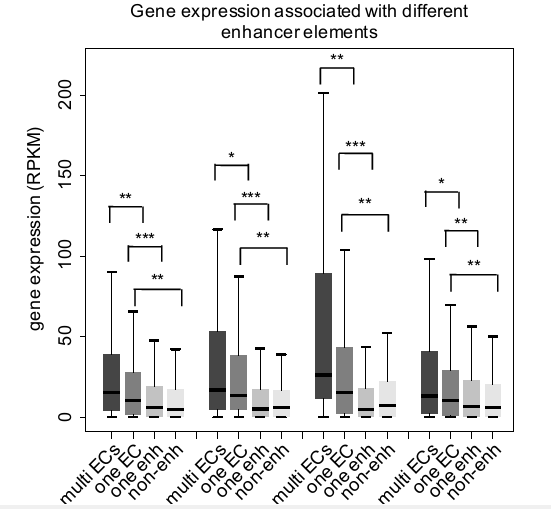 Gene expression associated with different
enhancer elements
gene expression (RPKM)
200
150
100
50
0
**
***
**
*
***
**
**
***
**
*
**
**
multi ECs
one EC
one enh
non-enh
multi ECs
one EC
one enh
non-enh
multi ECs
one EC
one enh
non-enh
multi ECs
one EC
one enh
non-enh